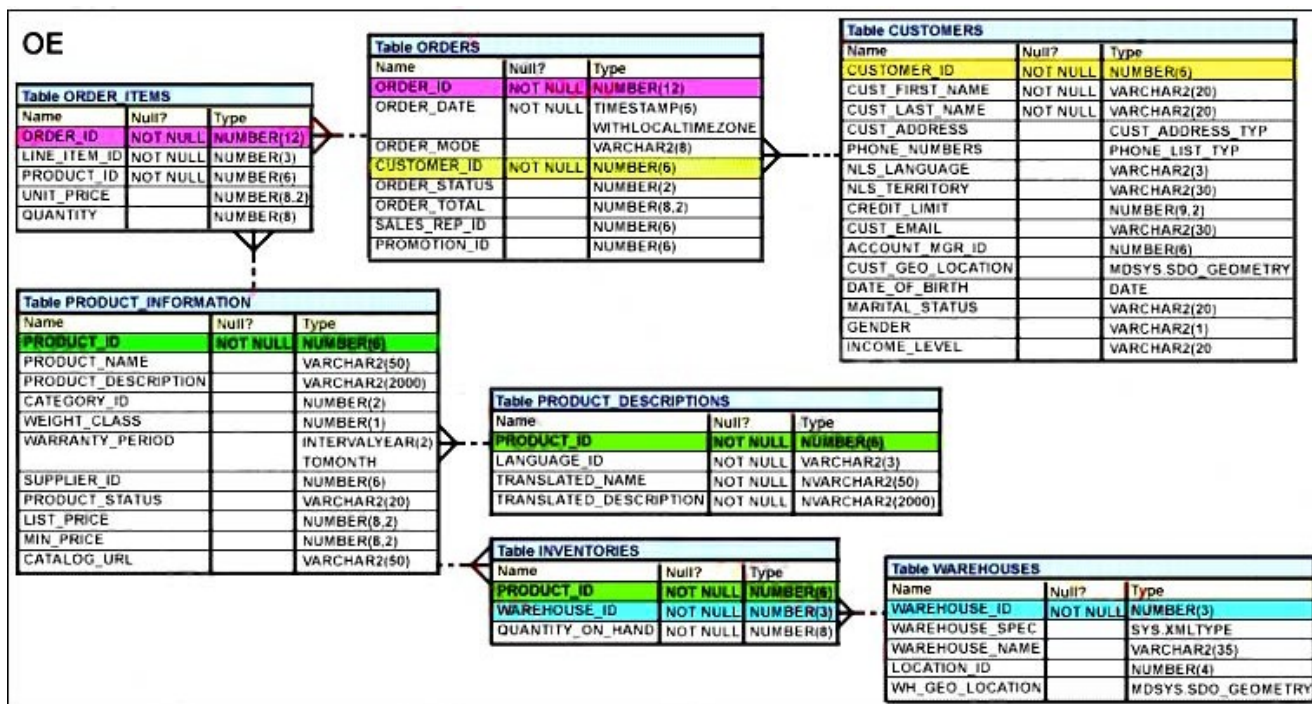 OE
Table ORDER_ITEMS
Name Null? Type
ORDER_ID NOT NULL NUMBER(12)
LINE_ITEM_ID NOT NULL NUMBER(3)
PRODUCT_ID NOT NULL NUMBER(6)
UNIT_PRICE NUMBER(8,2)
QUANTITY NUMBER(8)
Table ORDERS
Name Null? Type
ORDER_ID NOT NULL NUMBER(12)
ORDER_DATE NOT NULL TIMESTAMP(6)
WITHLOCALTIMEZONE
ORDER_MODE VARCHAR2(8)
CUSTOMER_ID NOT NULL NUMBER(6)
ORDER_STATUS NUMBER(2)
ORDER_TOTAL NUMBER(8,2)
SALES_REP_ID NUMBER(6)
PROMOTION_ID NUMBER(6)
Table CUSTOMERS
Name Null? Type
CUSTOMER_ID NOT NULL NUMBER(6)
CUST_FIRST_NAME NOT NULL VARCHAR2(20)
CUST_LAST_NAME NOT NULL VARCHAR2(20)
CUST_ADDRESS CUST_ADDRESS_TYP
PHONE_NUMBERS PHONE_LIST_TYP
NLS_LANGUAGE VARCHAR2(3)
NLS_TERRITORY VARCHAR2(30)
CREDIT_LIMIT NUMBER(9,2)
CUST_EMAIL VARCHAR2(30)
ACCOUNT_MGR_ID NUMBER(6)
CUST_GEO_LOCATION MDSYS.SDO_GEOMETRY
DATE_OF_BIRTH DATE
MARITAL_STATUS VARCHAR2(20)
GENDER VARCHAR2(1)
INCOME_LEVEL VARCHAR2(20
Table PRODUCT_INFORMATION
Name Null? Type
PRODUCT_ID NOT NULL NUMBER(6)
PRODUCT_NAME VARCHAR2(50)
PRODUCT_DESCRIPTION VARCHAR2(2000)
CATEGORY_ID NUMBER(2)
WEIGHT_CLASS NUMBER(1)
WARRANTY_PERIOD INTERVALYEAR(2)
TOMONTH
SUPPLIER_ID NUMBER(6)
PRODUCT_STATUS VARCHAR2(20)
LIST_PRICE NUMBER(8,2)
MIN_PRICE NUMBER(8,2)
CATALOG_URL VARCHAR2(50)
Table PRODUCT_DESCRIPTIONS
Name Null? Type
PRODUCT_ID NOT NULL NUMBER(6)
LANGUAGE_ID NOT NULL VARCHAR2(3)
TRANSLATED_NAME NOT NULL NVARCHAR2(50)
TRANSLATED_DESCRIPTION NOT NULL NVARCHAR2(2000)
Table INVENTORIES
Name Null? Type
PRODUCT_ID NOT NULL NUMBER(6)
WAREHOUSE_ID NOT NULL NUMBER(3)
QUANTITY_ON_HAND NOT NULL NUMBER(8)
Table WAREHOUSES
Name Null? Type
WAREHOUSE_ID NOT NULL NUMBER(3)
WAREHOUSE_SPEC SYS.XMLTYPE
WAREHOUSE_NAME VARCHAR2(35)
LOCATION_ID NUMBER(4)
WH_GEO_LOCATION MDSYS.SDO_GEOMETRY